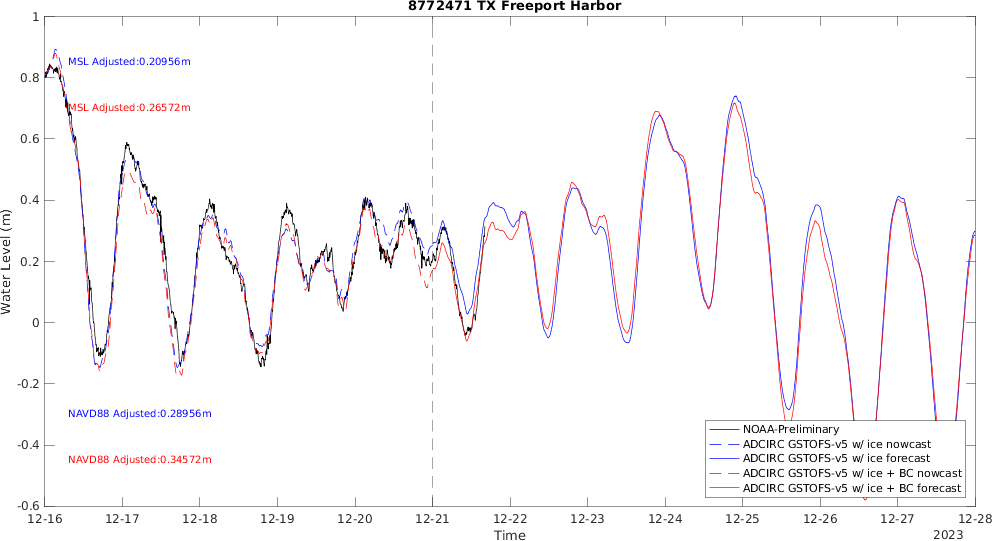 8772471 TX Freeport Harbor
Water Level (m)
1
0.8
0.6
0.4
0.2
0
-0.2
-0.4
-0.6
MSL Adjusted:0.20956m
MSL Adjusted:0.26572m
NAVD88 Adjusted:0.28956m
NAVD88 Adjusted:0.34572m
NOAA-Preliminary
ADCIRC GSTOFS-v5 w/ ice nowcast
ADCIRC GSTOFS-v5 w/ ice forecast
ADCIRC GSTOFS-v5 w/ ice + BC nowcast
ADCIRC GSTOFS-v5 w/ ice + BC forecast
12-16 12-17 12-18 12-19 12-20 12-21 12-22 12-23 12-24 12-25 12-26 12-27 12-28
Time
2023